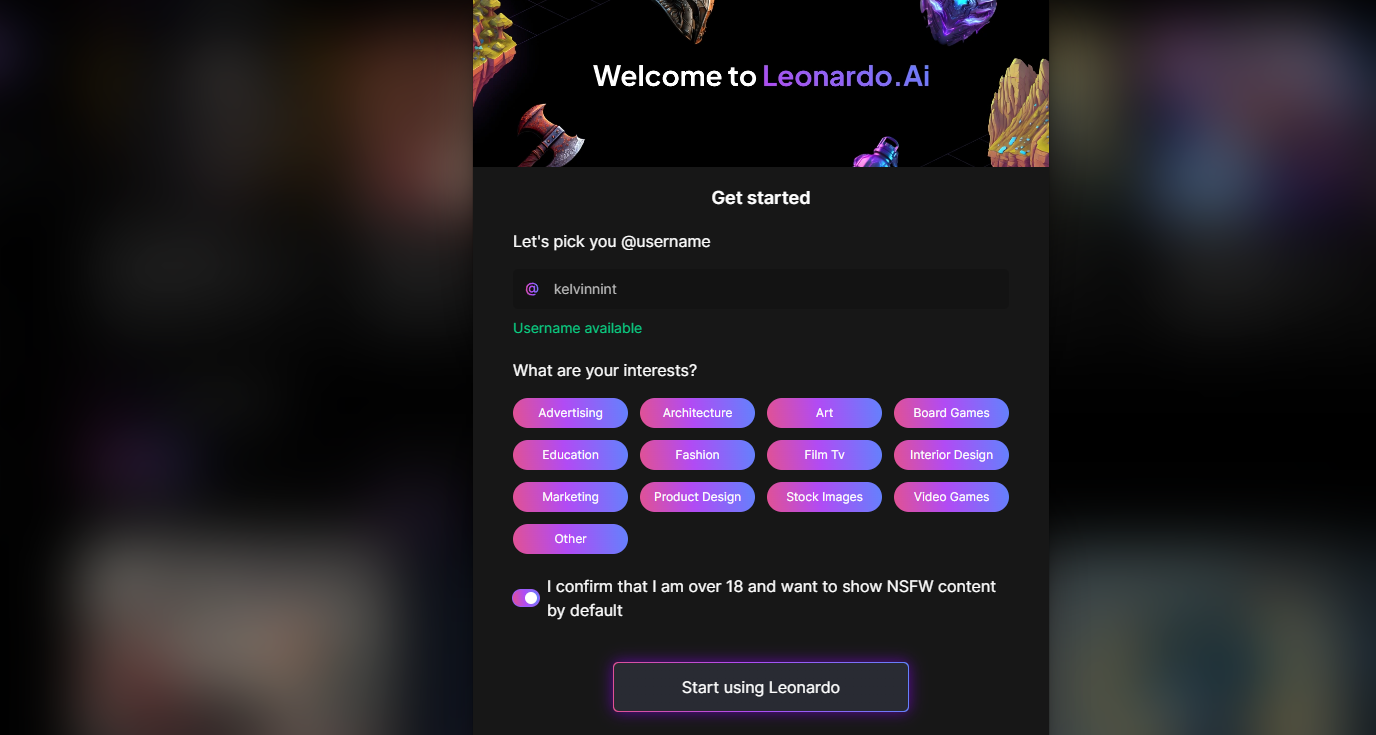 Welcome to Leonardo.Ai
Get started
Let's pick you @username
@ kelvinnint
Username available
What are your interests?
Advertising Architecture Art Board Games
Education Fashion Film Tv Interior Design
Marketing Product Design Stock Images Video Games
Other
I confirm that I am over 18 and want to show NSFW content
by default
Start using Leonardo